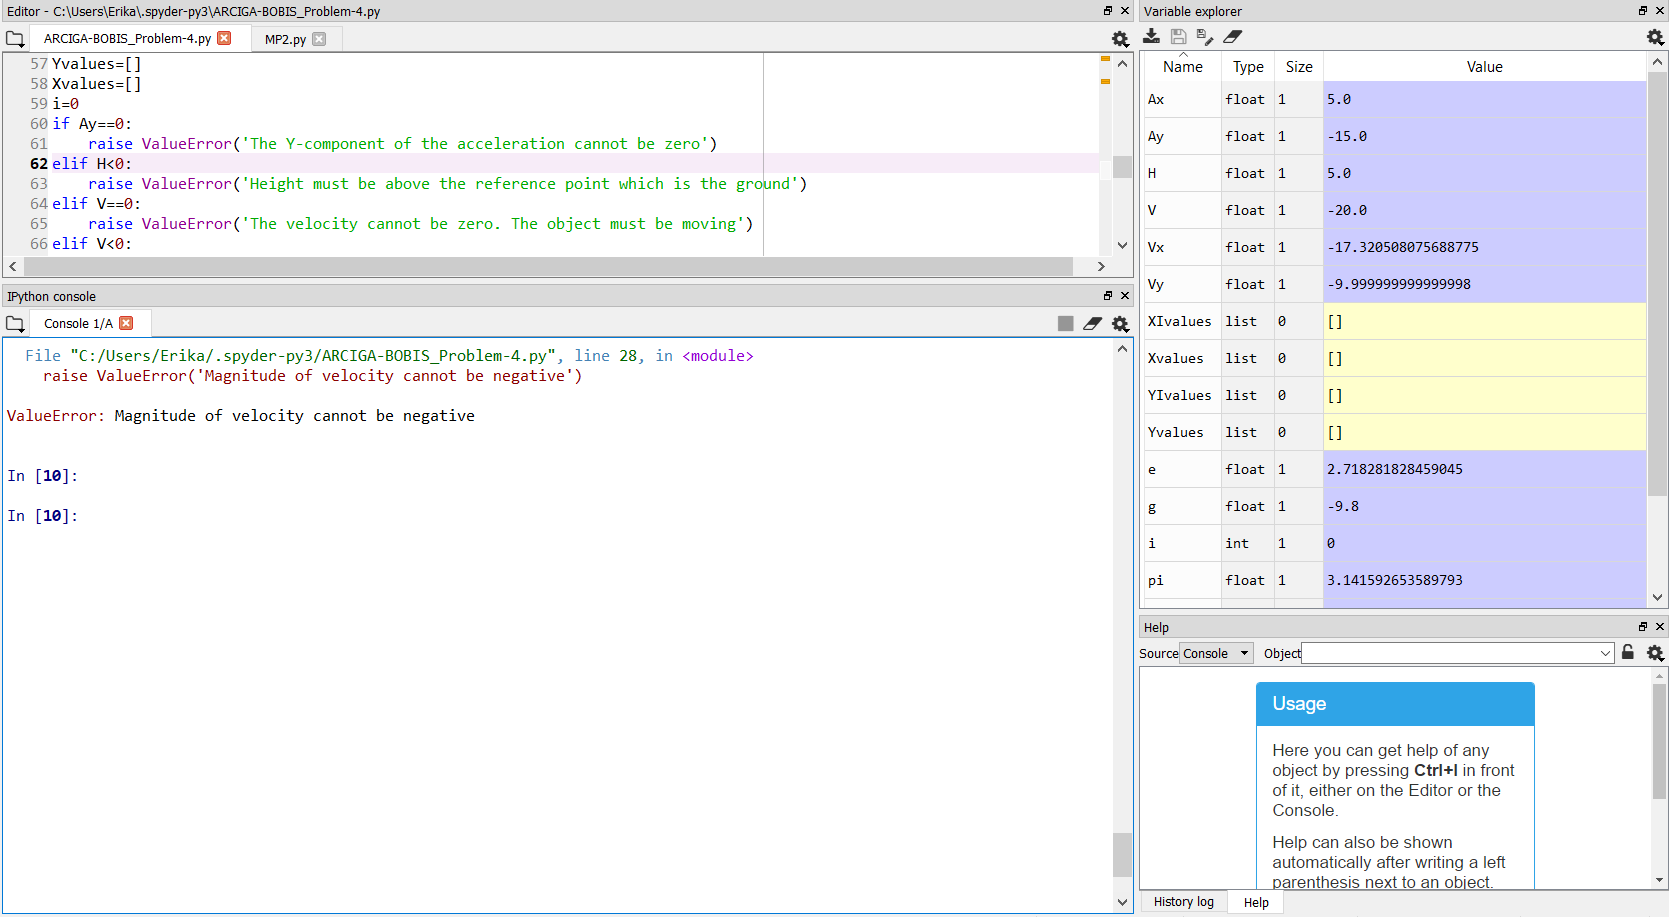 Editor - C:\Users\Erika\.spyder-py3\ARCIGA-BOBIS_Problem-4.py
ARCIGA-BOBIS_Problem-4.py
MP2.py
57 Yvalues=[]
58 Xvalues=[]
59 i=0
60 if Ay==0:
61     raise ValueError('The Y-component of the acceleration cannot be zero')
62 elif H<0:
63     raise ValueError('Height must be above the reference point which is the ground')
64 elif V==0:
65     raise ValueError('The velocity cannot be zero. The object must be moving')
66 elif V<0:
IPython console
Console 1/A
File "C:/Users/Erika/.spyder-py3/ARCIGA-BOBIS_Problem-4.py", line 28, in <module>
raise ValueError('Magnitude of velocity cannot be negative')
ValueError: Magnitude of velocity cannot be negative
In [10]:
In [10]:
Variable explorer
Name Type Size Value
Ax float 1 5.0
Ay float 1 -15.0
H float 1 5.0
V float 1 -20.0
Vx float 1 -17.320508075688775
Vy float 1 -9.999999999999998
XIvalues list 0 []
Xvalues list 0 []
YIvalues list 0 []
Yvalues list 0 []
e float 1 2.718281828459045
g float 1 -9.8
i int 1 0
pi float 1 3.141592653589793
Help
Source Console Object
Usage
Here you can get help of any
object by pressing Ctrl+I in front
of it, either on the Editor or the
Console.
Help can also be shown
automatically after writing a left
parenthesis next to an object.
History log Help